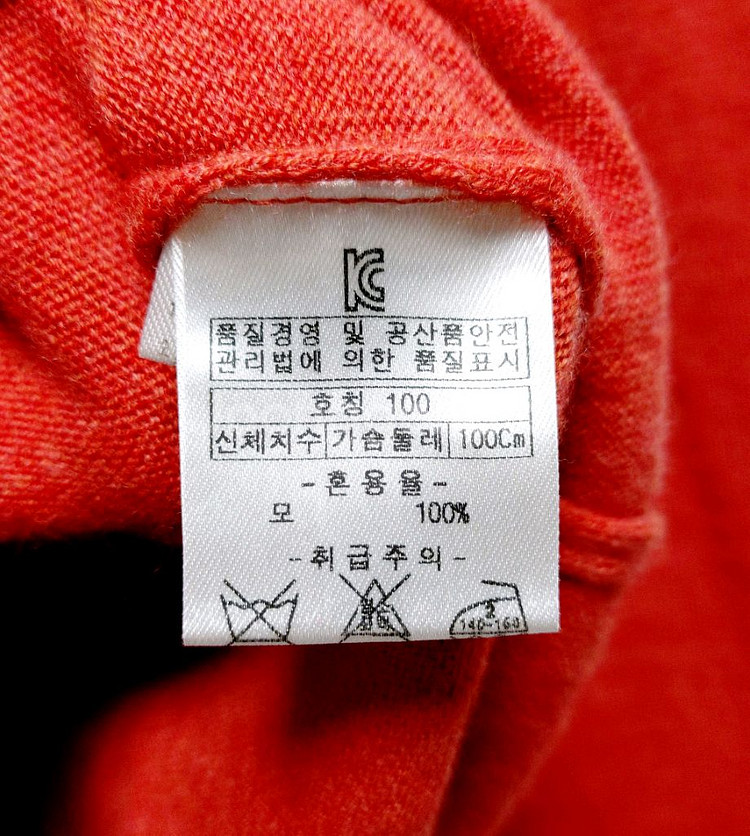 KC
품질경영 및 공산품안전
관리법에 의한 품질표시
호칭 100
신체치수 가슴둘레 100Cm
-혼용율-
모 100%
-취급주의-
140-160